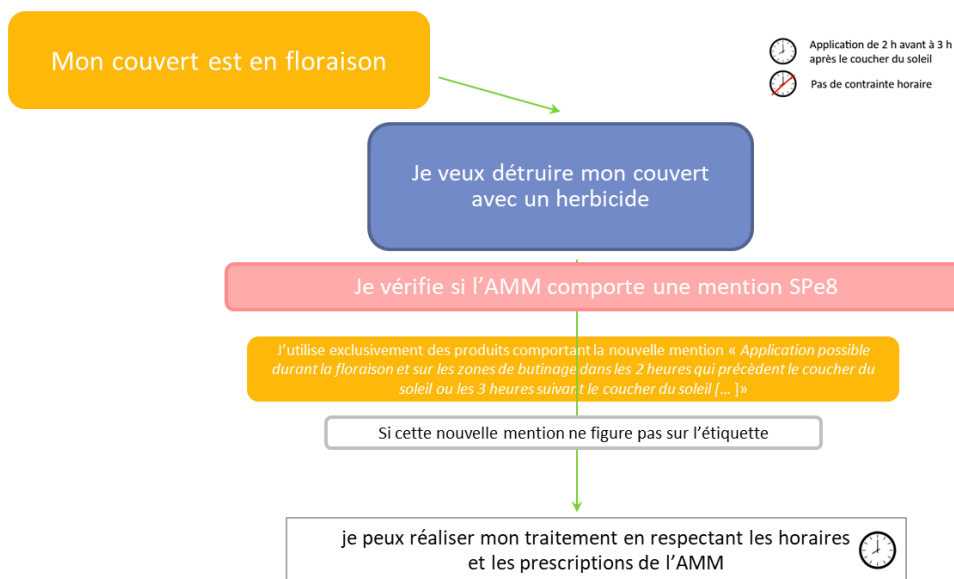 Mon couvert est en floraison
Application de 2 h avant à 3 h
après le coucher du soleil
Pas de contrainte horaire
Je veux détruire mon couvert
avec un herbicide
Je vérifie si l'AMM comporte une mention SPe8
J'utilise exclusivement des produits comportant la nouvelle mention « Application possible
durant la floraison et sur les zones de butinage dans les 2 heures qui précèdent le coucher du
soleil ou les 3 heures suivant le coucher du soleil [… ]»
Si cette nouvelle mention ne figure pas sur l'étiquette
je peux réaliser mon traitement en respectant les horaires
et les prescriptions de l'AMM